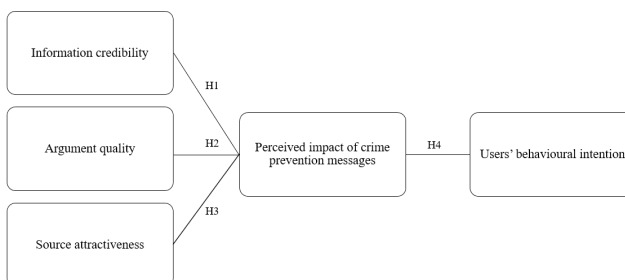 Information credibility
H1
Argument quality
H2
Perceived impact of crime
prevention messages
H4
Users' behavioural intention
H3
Source attractiveness